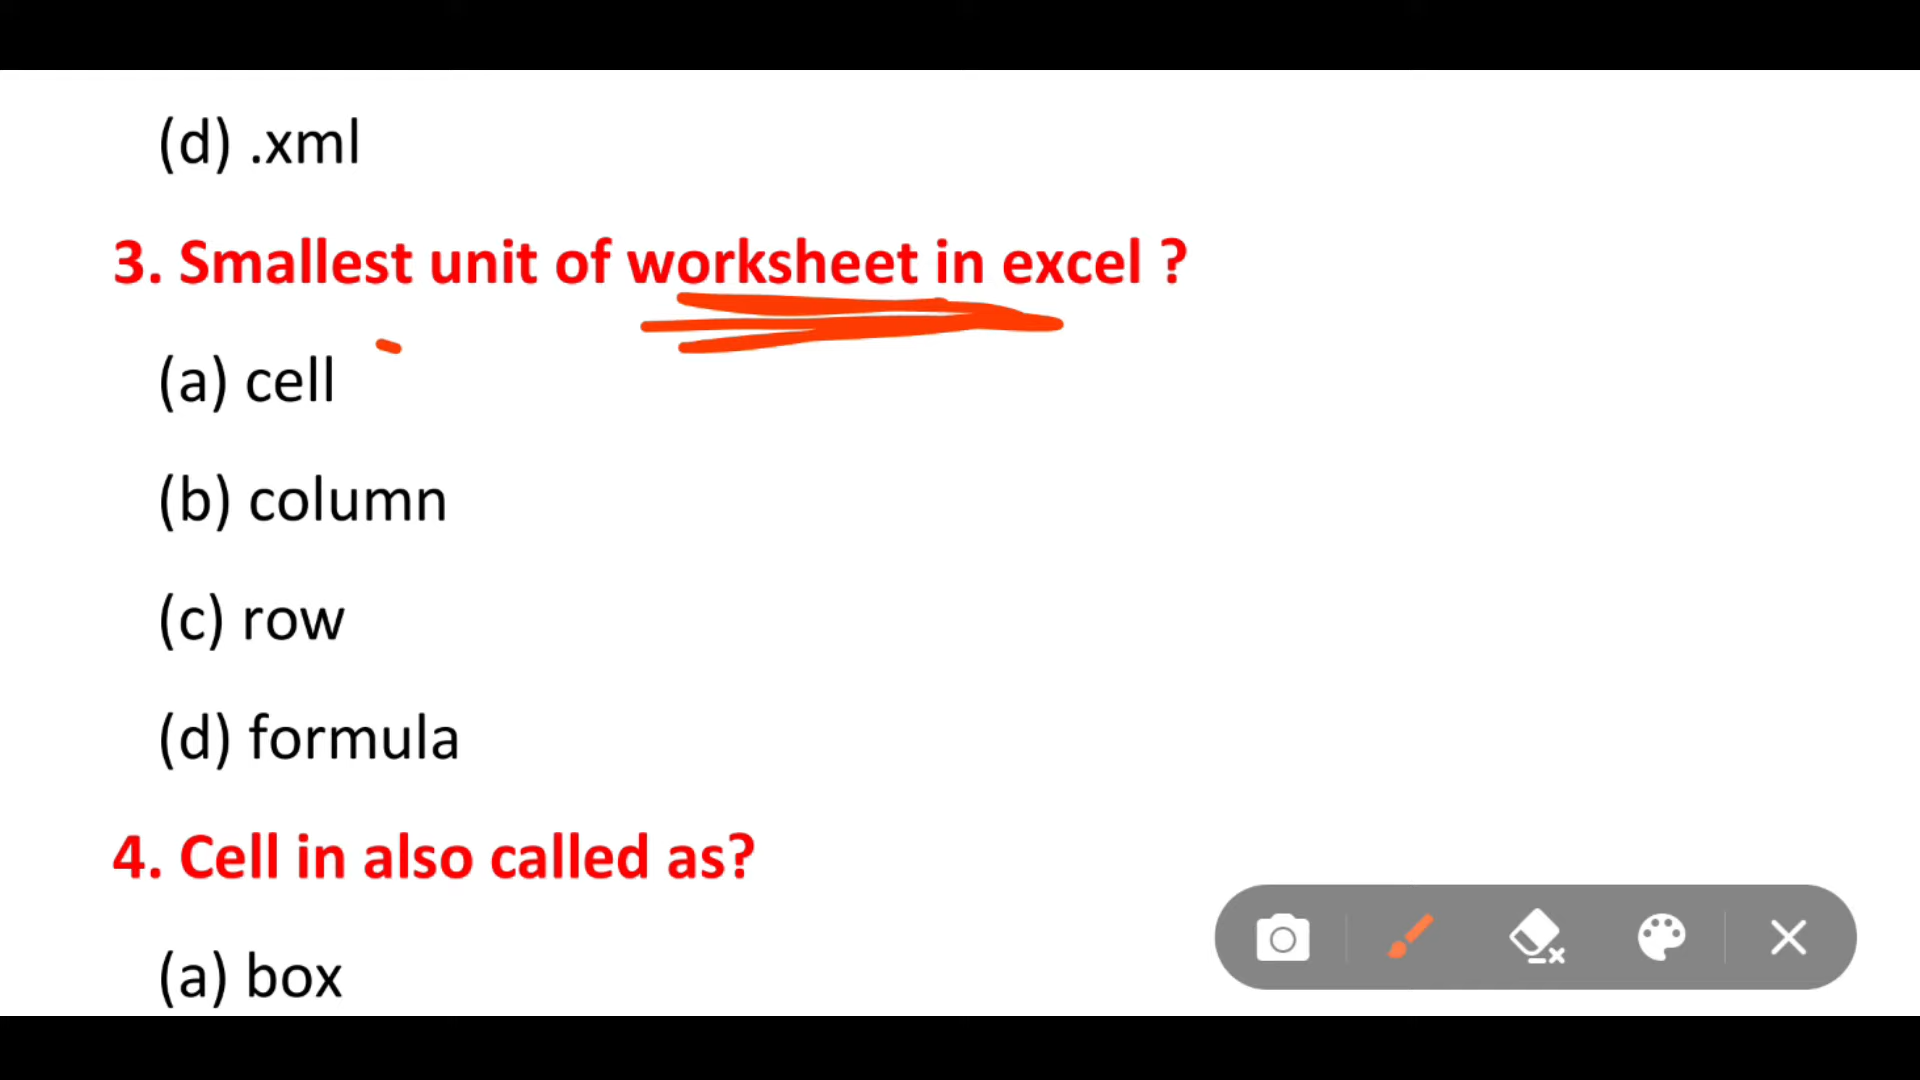 (d) .xml
3. Smallest unit of worksheet in excel ?
(a) cell
(b) column
(c) row
(d) formula
4. Cell in also called as?
(a) box